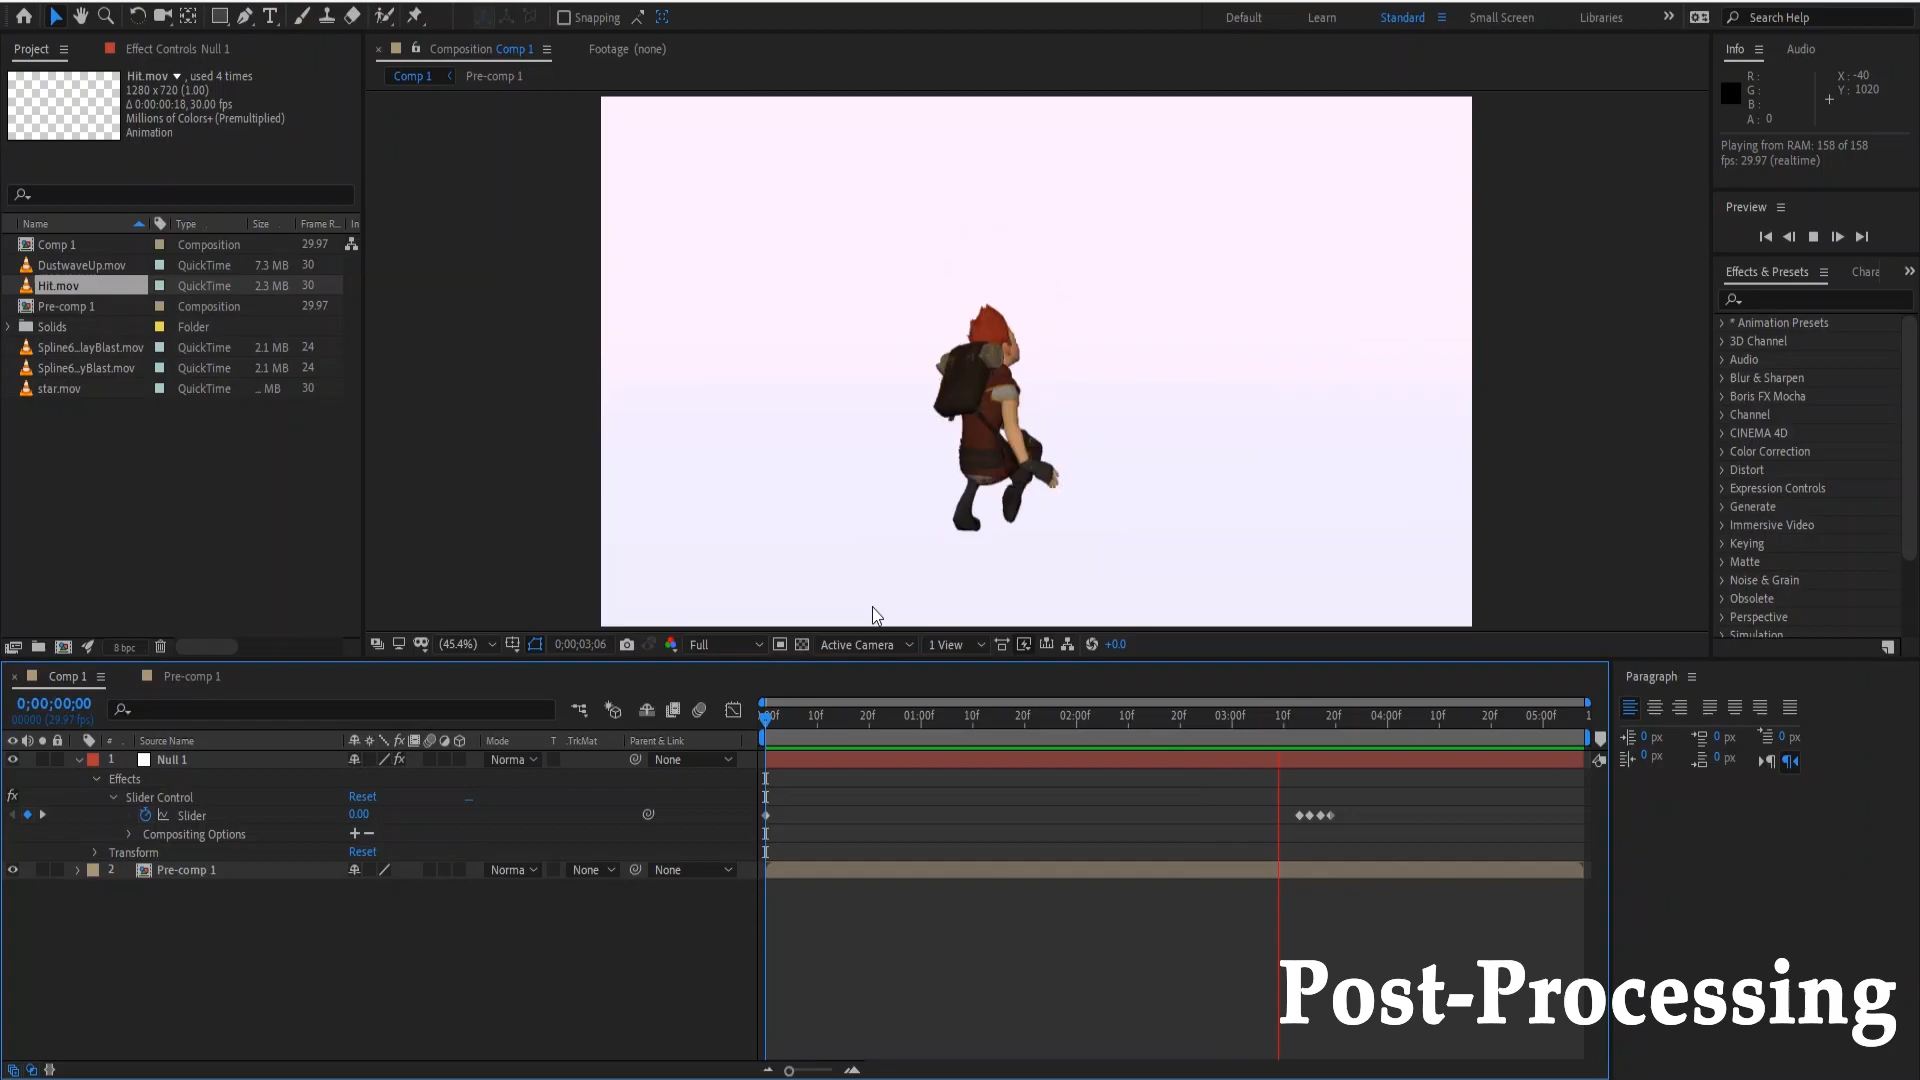 Snapping
Default
Learn
Standard
Small Screen
Libraries
Search Help
Project
Effect Controls Null 1
Composition Comp 1
Footage (none)
Info
Audio
Comp 1
Pre-comp 1
Hit.mov , used 4 times
1280 x 720 (1.00)
Δ 0:00:00:18, 30.00 fps
Millions of Colors+ (Premultiplied)
Animation
R :
G :
B :
A : 0
X : -40
Y : 1020
Playing from RAM: 158 of 158
fps: 29.97 (realtime)
Preview
Name Type Size Frame R... In
Comp 1 Composition 29.97
DustwaveUp.mov QuickTime 7.3 MB 30
Hit.mov QuickTime 2.3 MB 30
Pre-comp 1 Composition 29.97
Solids Folder
Spline6...layBlast.mov QuickTime 2.1 MB 24
Spline6...yBlast.mov QuickTime 2.1 MB 24
star.mov QuickTime ... MB 30
Effects & Presets
Chara
* Animation Presets
3D Channel
Audio
Blur & Sharpen
Boris FX Mocha
Channel
CINEMA 4D
Color Correction
Distort
Expression Controls
Generate
Immersive Video
Keying
Matte
Noise & Grain
Obsolete
Perspective
Simulation
8 bpc
(45.4%)
0;00;03;06
Full
Active Camera
1 View
+0.0
Comp 1
Pre-comp 1
Paragraph
0;00;00;00
00000 (29.97 fps)
:00f 10f 20f 01:00f 10f 20f 02:00f 10f 20f 03:00f 10f 20f 04:00f 10f 20f 05:00f 1
# Source Name Mode T .TrkMat Parent & Link
1 Null 1 Norma None
Effects
Slider Control Reset
Slider 0.00
Compositing Options
Transform Reset
2 Pre-comp 1 Norma None None
0 px 0 px 0 px
0 px 0 px
Post-Processing